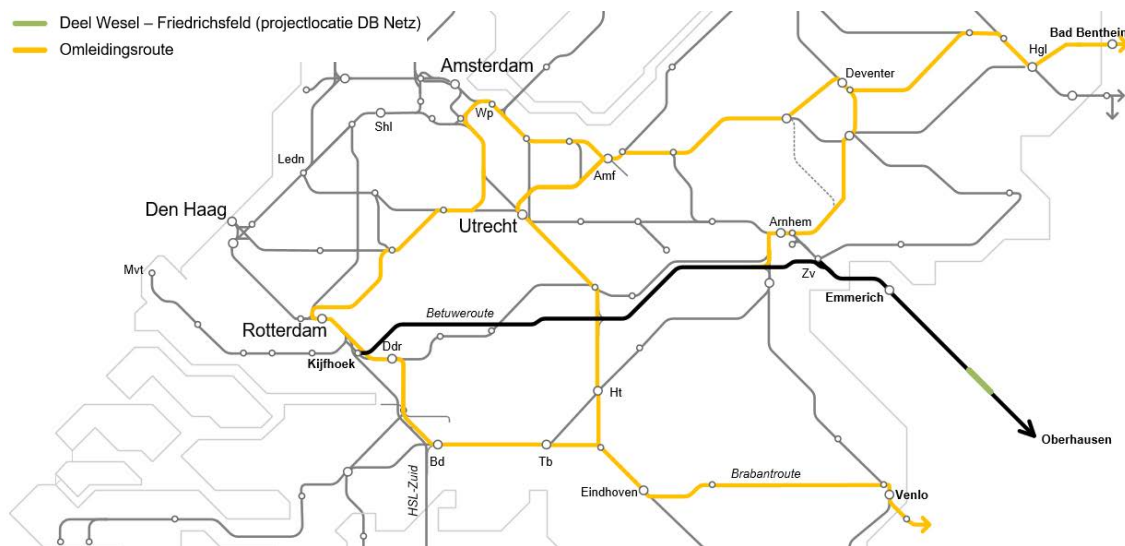 Deel Wesel – Friedrichsfeld (projectlocatie DB Netz)
Omleidingsroute
Bad Bentheim
Hgl
Amsterdam
Deventer
Wp
Shl
Ledn
Amf
Den Haag
Utrecht
Arnhem
Mvt
Zv
Emmerich
Betuweroute
Rotterdam
Ddr
Kijfhoek
Ht
Oberhausen
Bd
Tb
HSL-Zuid
Brabantroute
Eindhoven
Venlo